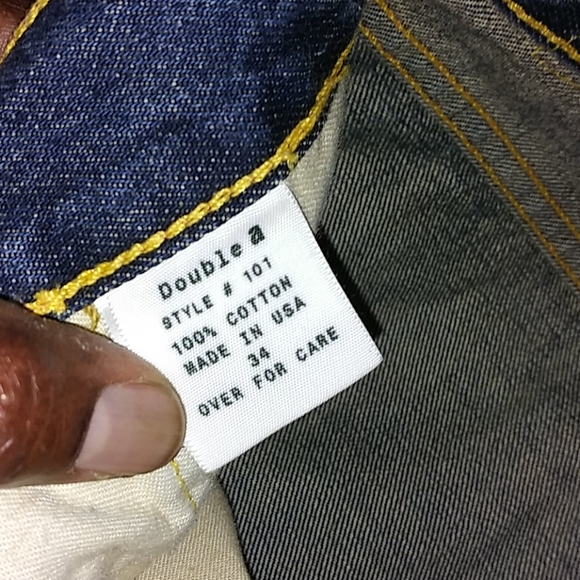 Double a
STYLE # 101
100% COTTON
MADE IN USA
34
OVER FOR CARE